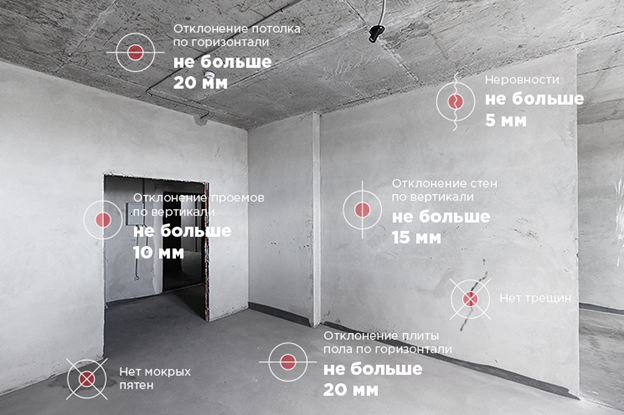 Отклонение потолка
по горизонтали
не больше
20 мм
Неровности
не больше
5 мм
Отклонение проемов
по вертикали
не больше
10 мм
Отклонение стен
по вертикали
не больше
15 мм
Нет трещин
Отклонение плиты
пола по горизонтали
не больше
20 мм
Нет мокрых
пятен